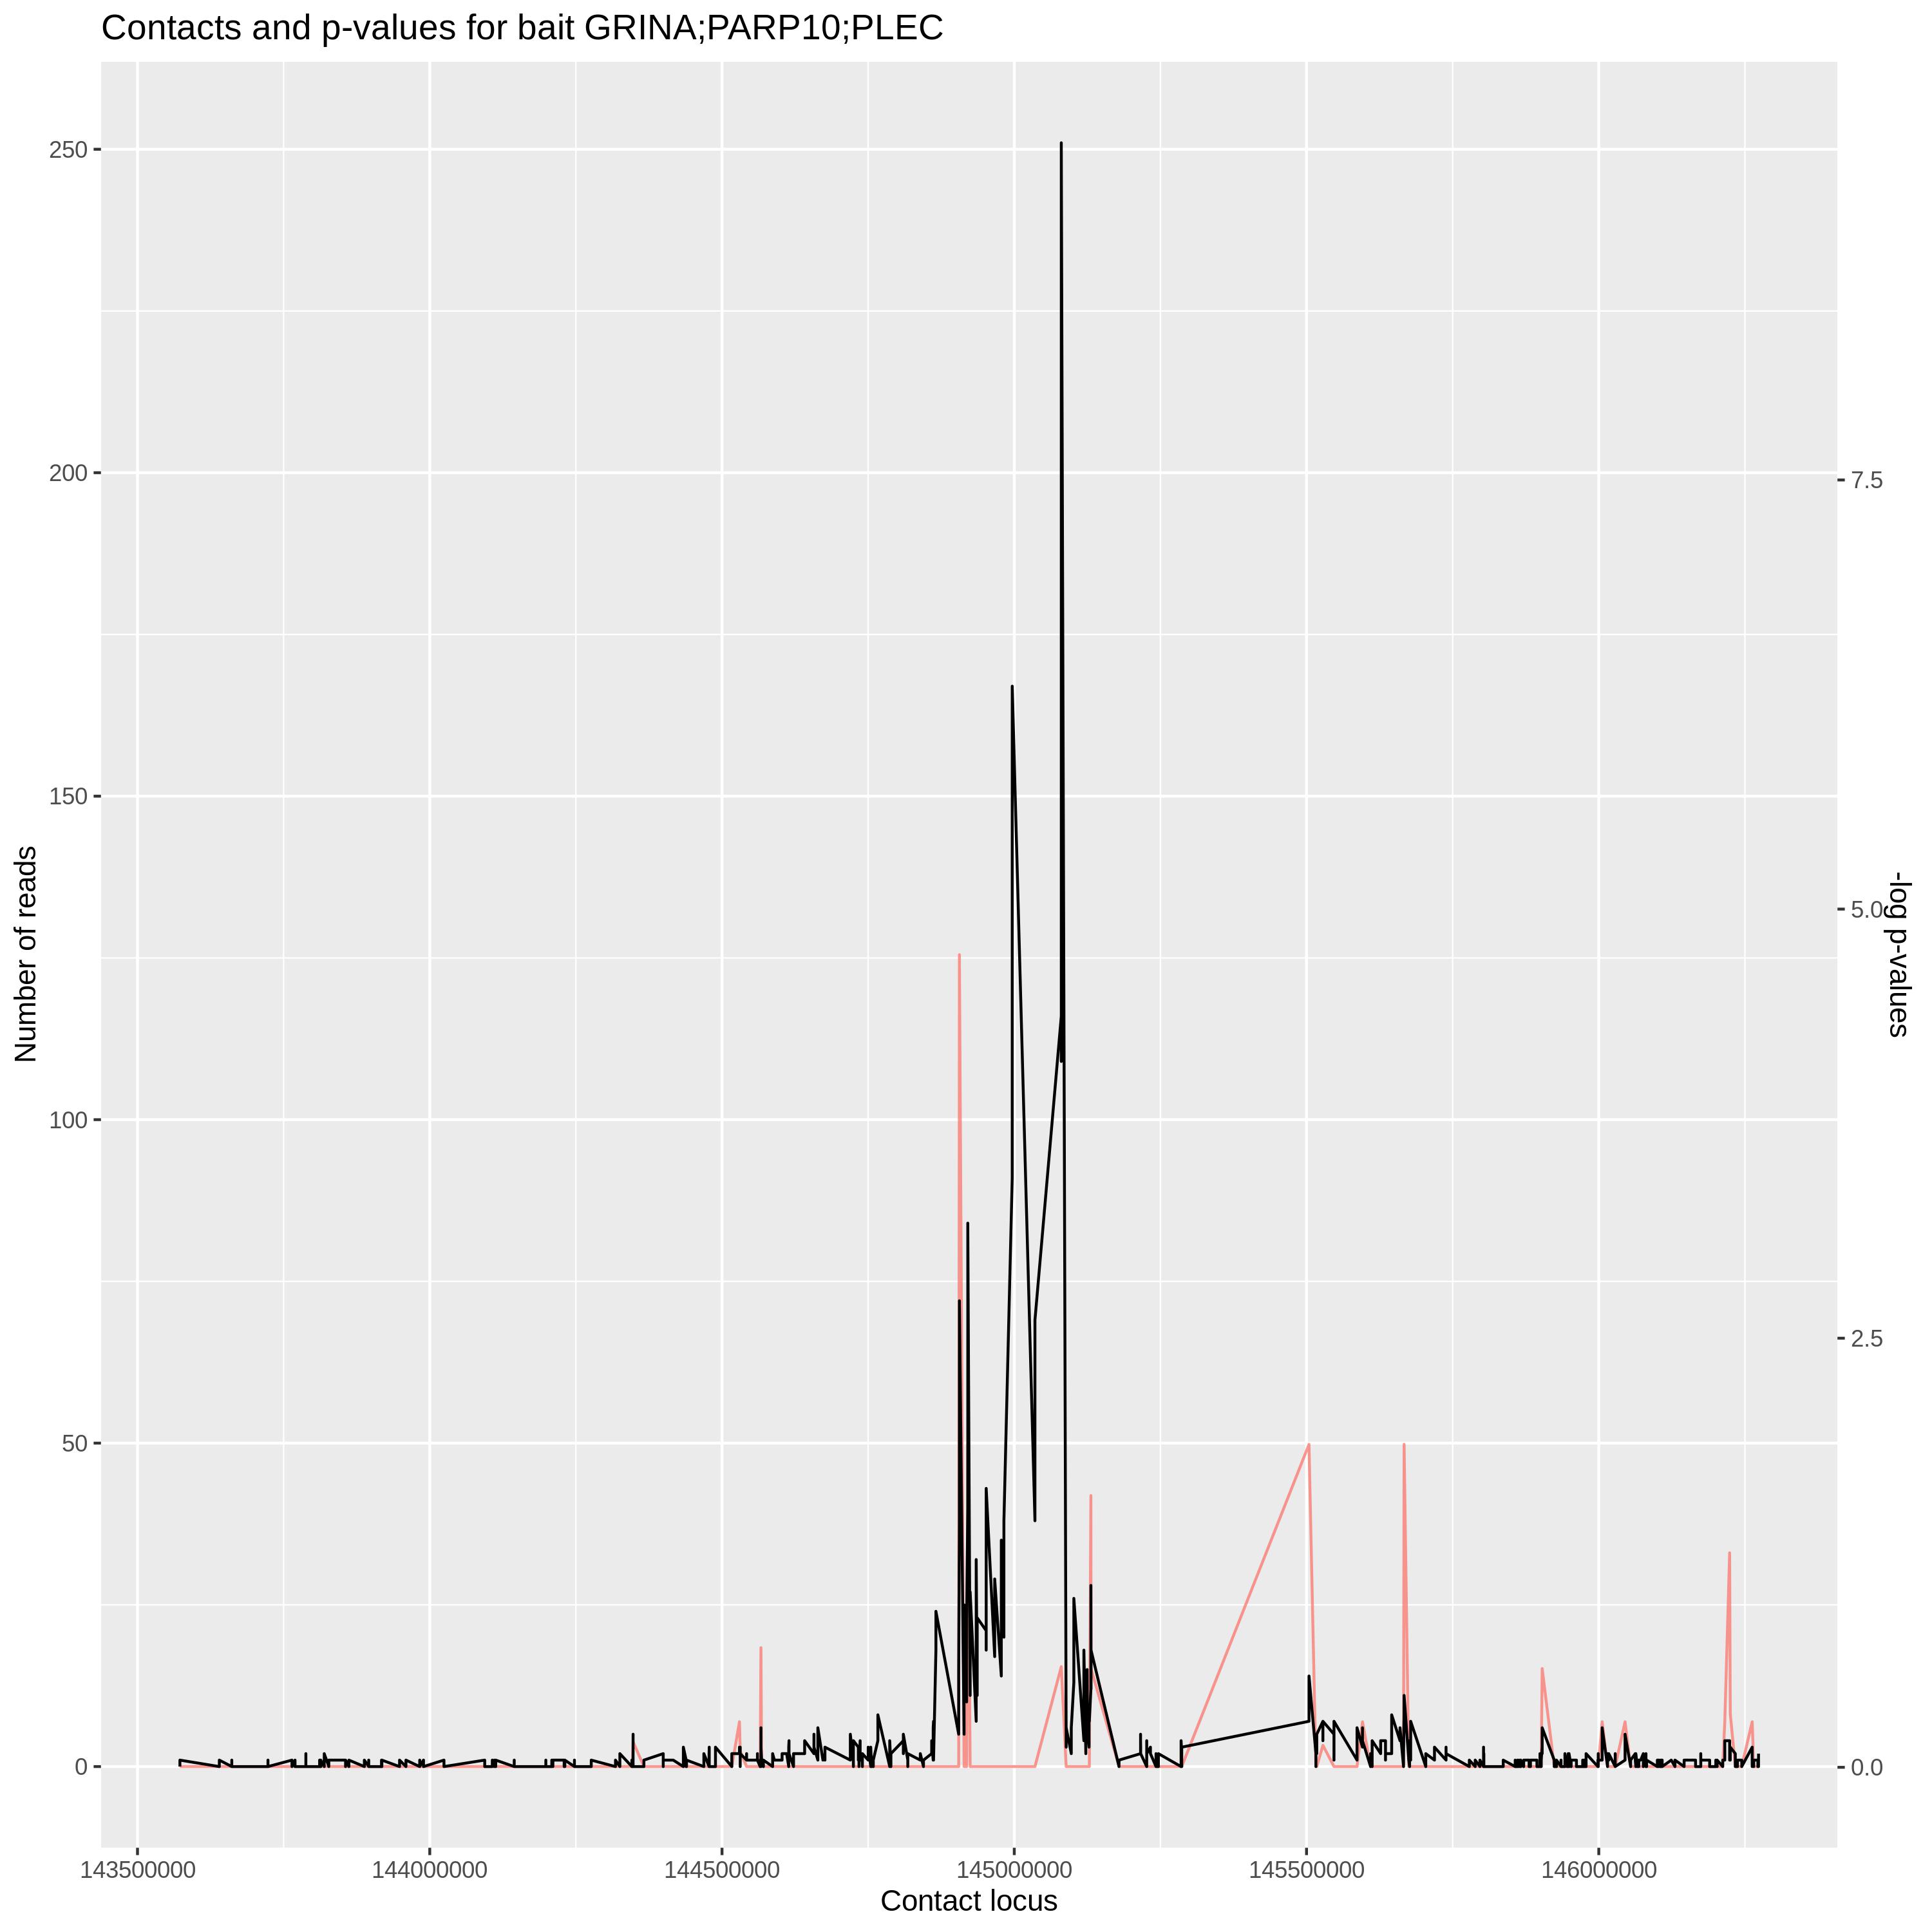 Contacts and p-values for bait GRINA;PARP10;PLEC
250
200
150
100
50
0
Number of reads
7.5
5.0
2.5
0.0
-log p-values
143500000 144000000 144500000 145000000 145500000 146000000
Contact locus